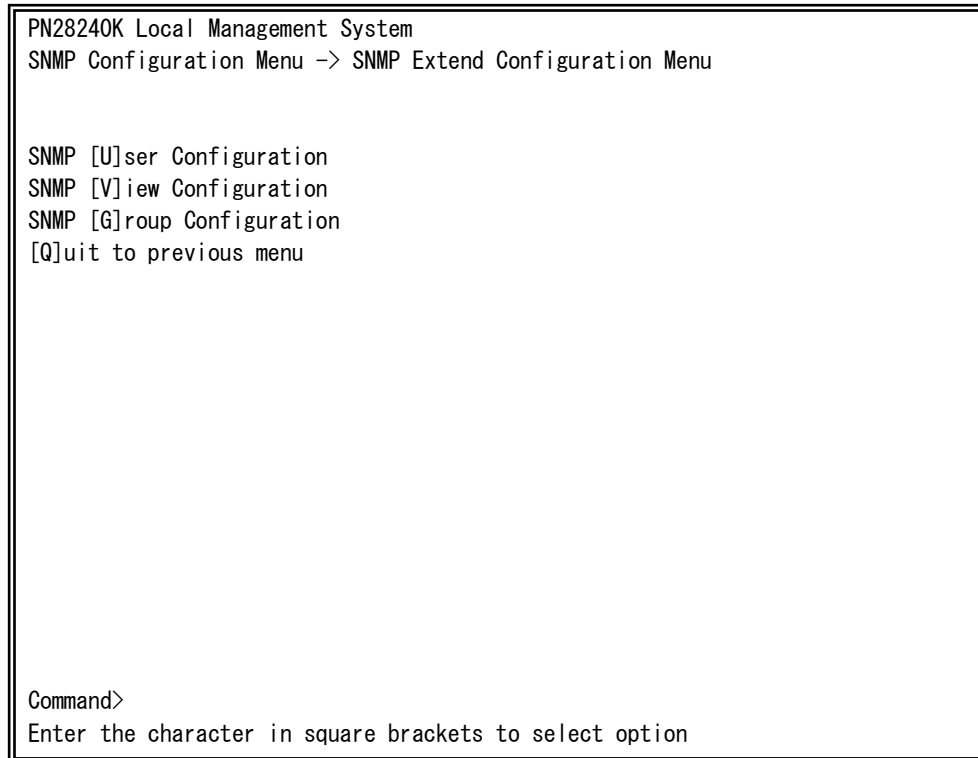 PN28240K Local Management System
SNMP Configuration Menu -> SNMP Extend Configuration Menu
SNMP [U]ser Configuration
SNMP [V]iew Configuration
SNMP [G]roup Configuration
[Q]uit to previous menu
Command>
Enter the character in square brackets to select option